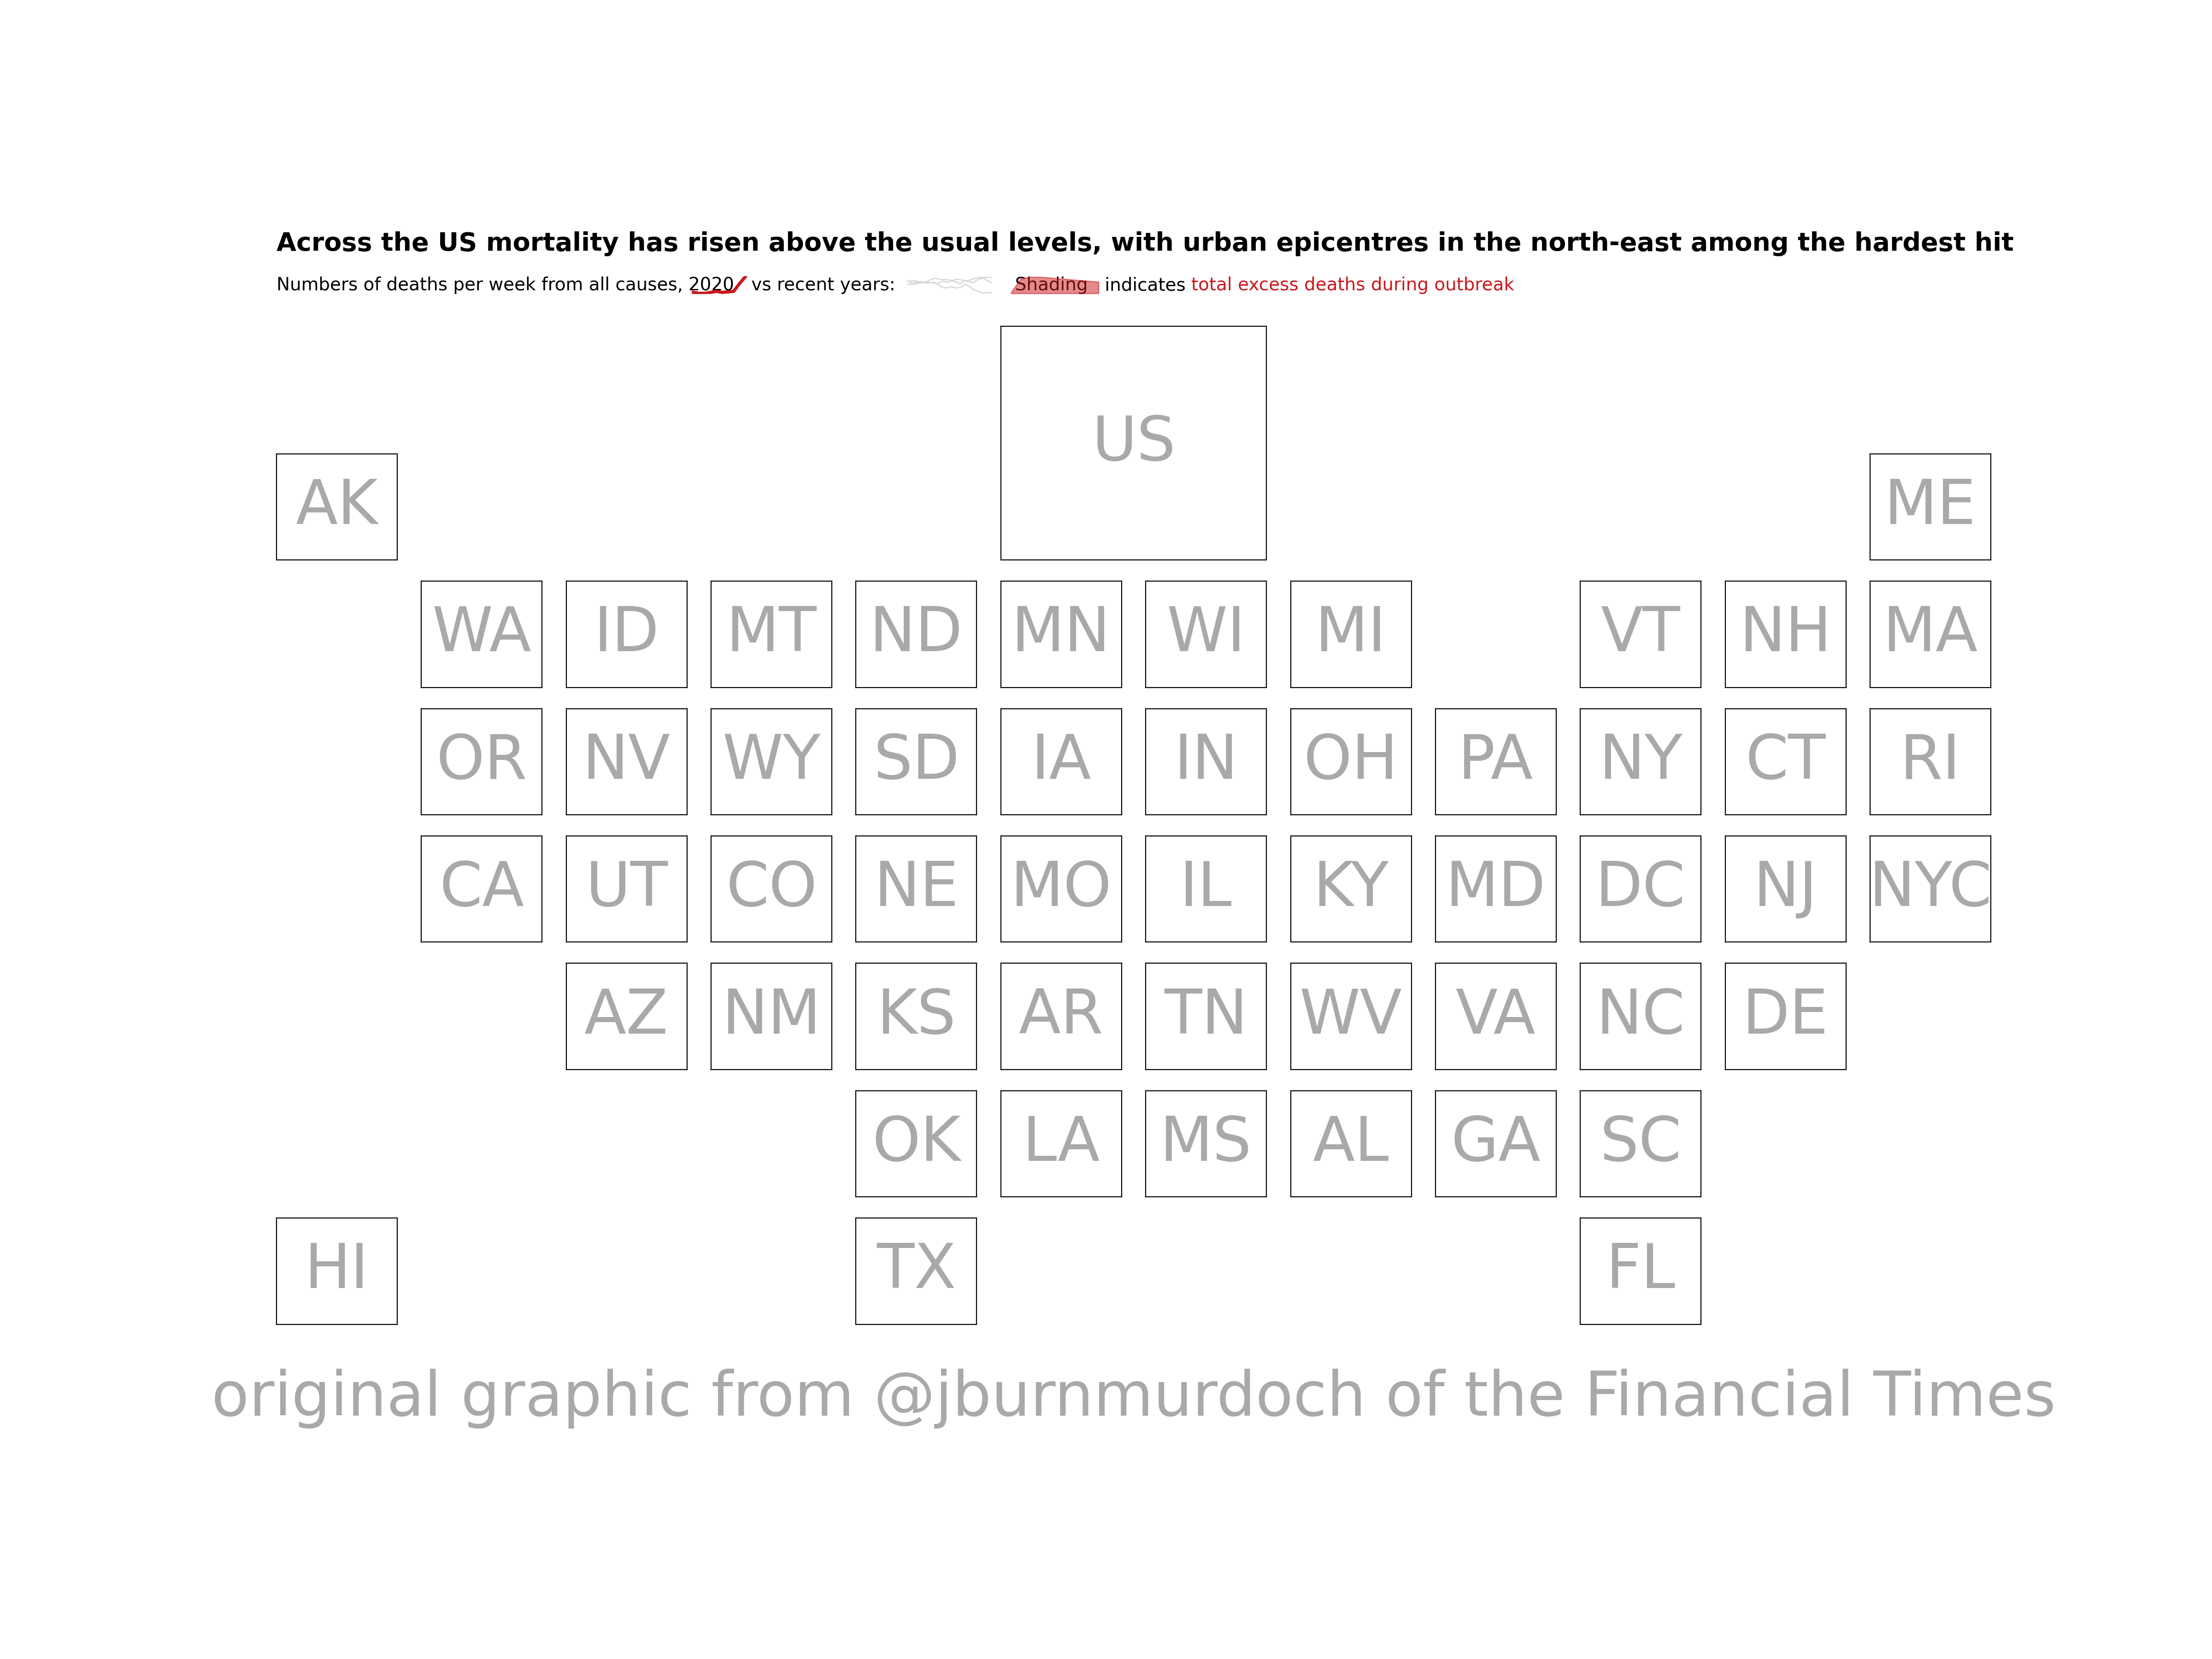 Across the US mortality has risen above the usual levels, with urban epicentres in the north-east among the hardest hit
Numbers of deaths per week from all causes, 2020 vs recent years: Shading indicates total excess deaths during outbreak
US
AK ME
WA ID MT ND MN WI MI VT NH MA
OR NV WY SD IA IN OH PA NY CT RI
CA UT CO NE MO IL KY MD DC NJ NYC
AZ NM KS AR TN WV VA NC DE
OK LA MS AL GA SC
HI TX FL
original graphic from @jburnmurdoch of the Financial Times